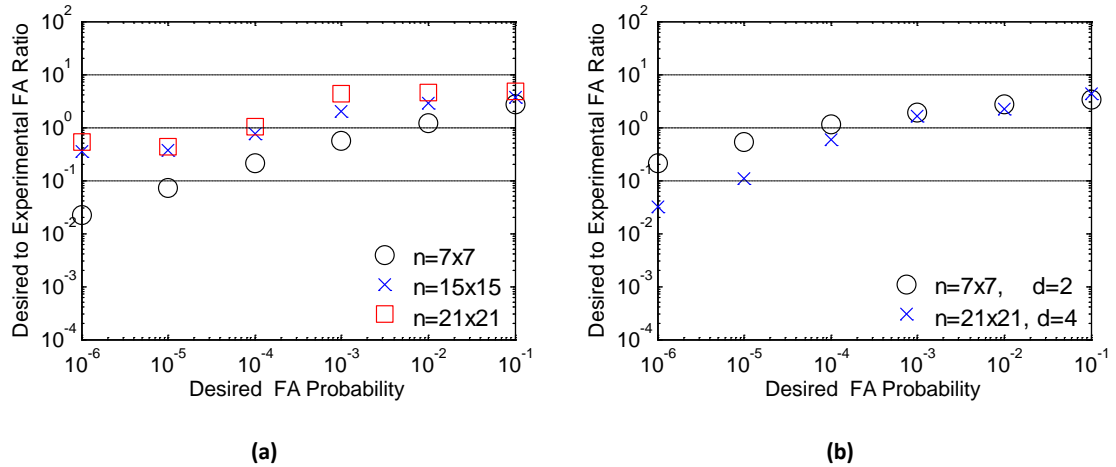 Desired to Experimental FA Ratio
10^2
10^1
10^0
10^-1
10^-2
10^-3
10^-4
n=7x7
n=15x15
n=21x21
10^-6 10^-5 10^-4 10^-3 10^-2 10^-1
Desired FA Probability
(a)
Desired to Experimental FA Ratio
10^2
10^1
10^0
10^-1
10^-2
10^-3
10^-4
n=7x7, d=2
n=21x21, d=4
10^-6 10^-5 10^-4 10^-3 10^-2 10^-1
Desired FA Probability
(b)